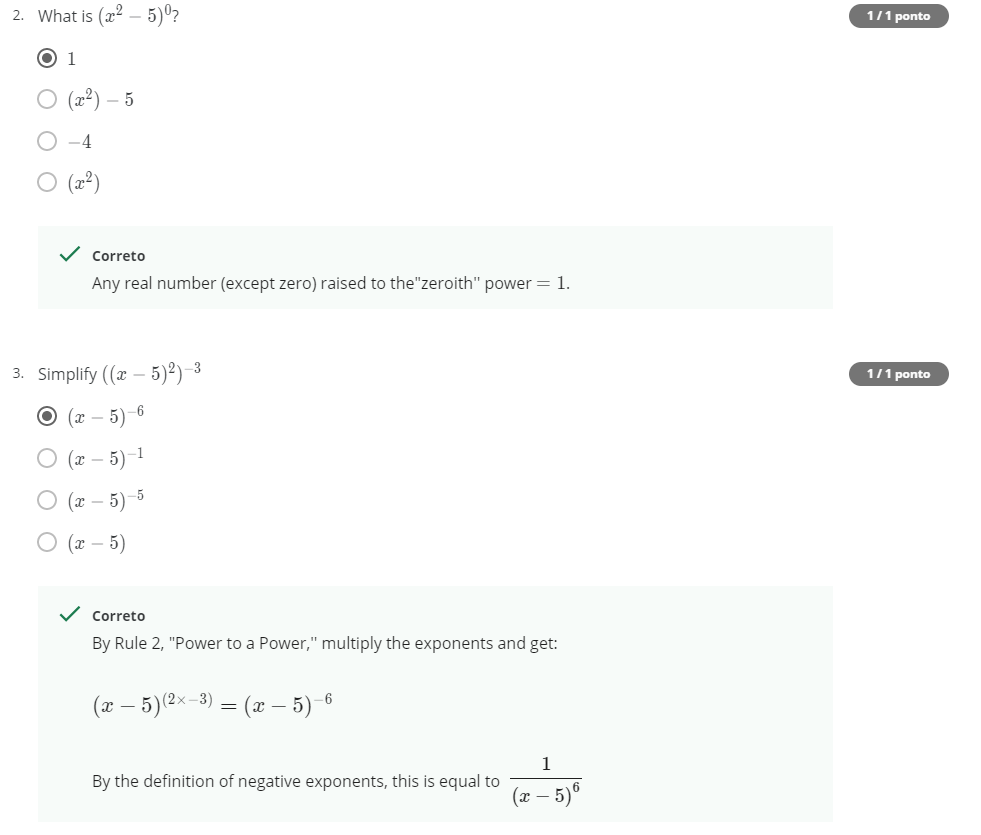 2. What is (x² − 5)⁰?
1 / 1 ponto
1
(x²) − 5
−4
(x²)
Correto
Any real number (except zero) raised to the"zeroith" power = 1.
3. Simplify ((x − 5)²)⁻³
1 / 1 ponto
(x − 5)⁻⁶
(x − 5)⁻¹
(x − 5)⁻⁵
(x − 5)
Correto
By Rule 2, "Power to a Power," multiply the exponents and get:
(x − 5)^(2×−3) = (x − 5)⁻⁶
By the definition of negative exponents, this is equal to 1/(x − 5)⁶